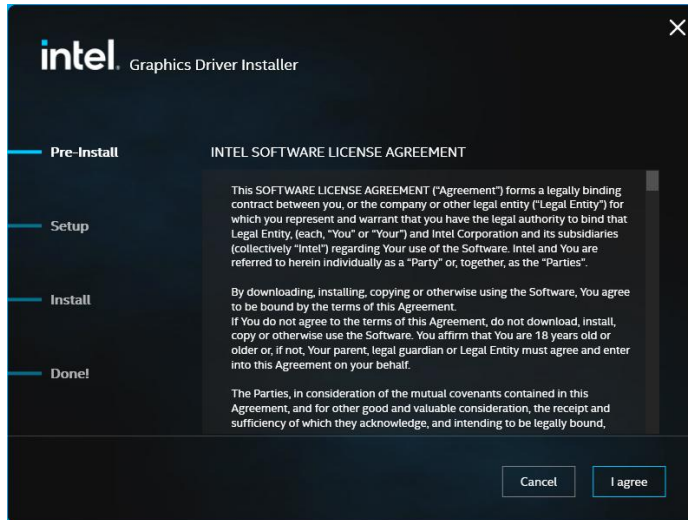 intel. Graphics Driver Installer
Pre-Install
Setup
Install
Done!
INTEL SOFTWARE LICENSE AGREEMENT
This SOFTWARE LICENSE AGREEMENT (“Agreement”) forms a legally binding
contract between you, or the company or other legal entity (“Legal Entity”) for
which you represent and warrant that you have the legal authority to bind that
Legal Entity, (each, “You” or “Your”) and Intel Corporation and its subsidiaries
(collectively “Intel”) regarding Your use of the Software. Intel and You are
referred to herein individually as a “Party” or, together, as the “Parties”.
By downloading, installing, copying or otherwise using the Software, You agree
to be bound by the terms of this Agreement.
If You do not agree to the terms of this Agreement, do not download, install,
copy or otherwise use the Software. You affirm that You are 18 years old or
older or, if not, Your parent, legal guardian or Legal Entity must agree and enter
into this Agreement on your behalf.
The Parties, in consideration of the mutual covenants contained in this
Agreement, and for other good and valuable consideration, the receipt and
sufficiency of which they acknowledge, and intending to be legally bound,
Cancel
I agree